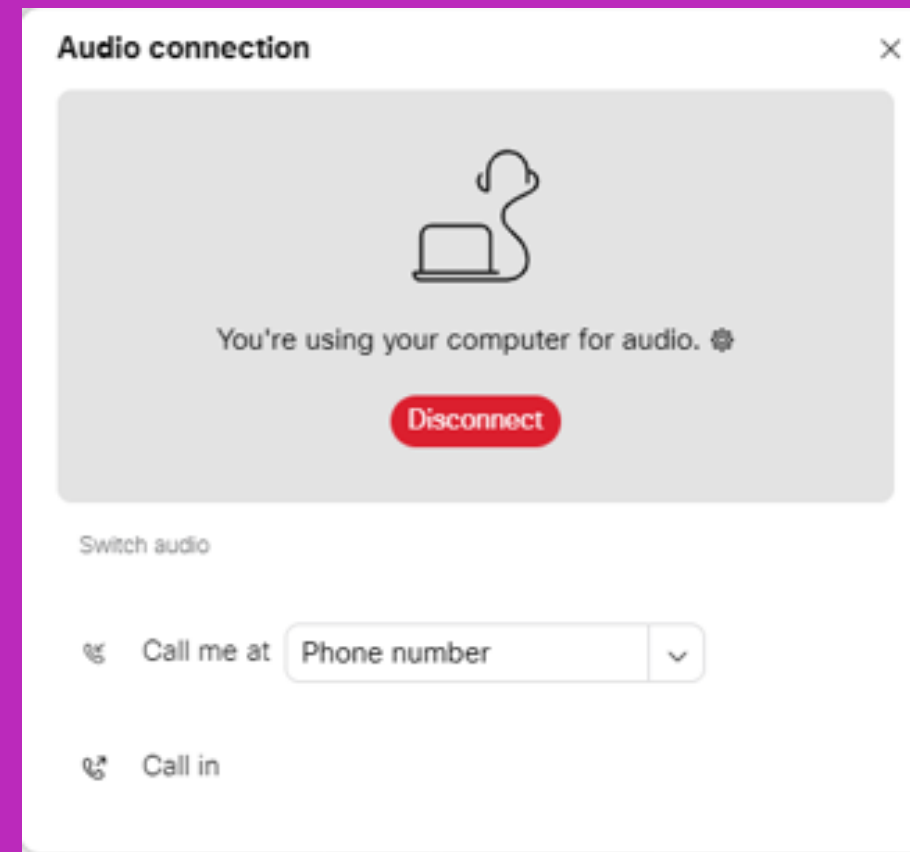 Audio connection
You're using your computer for audio.
Disconnect
Switch audio
Call me at Phone number
Call in